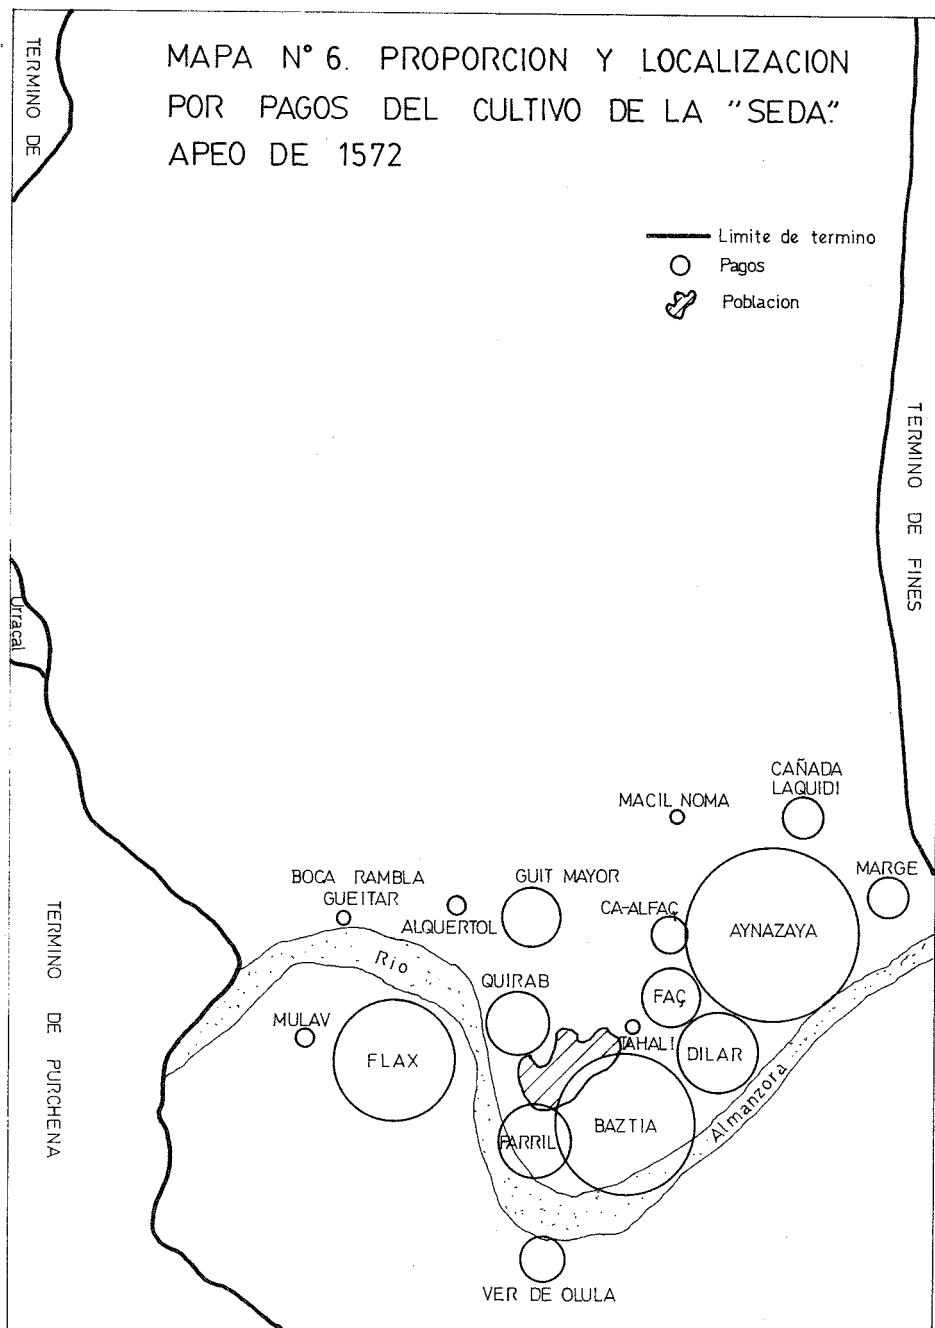 MAPA N° 6. PROPORCION Y LOCALIZACION
POR PAGOS DEL CULTIVO DE LA "SEDA".
APEO DE 1572
TERMINO DE
Limite de termino
Pagos
Poblacion
TERMINO DE FINES
Urracal
CAÑADA
LAQUIDI
MACIL NOMA
MARGE
BOCA RAMBLA
GUEITAR
GUIT MAYOR
ALQUERTOL
CA-ALFAÇ
AYNAZAYA
TERMINO DE PURCHENA
Rio
QUIRAB
FAÇ
MULAV
FLAX
TAHALI
DILAR
BAZTIA
FARRIL
Almanzora
VER DE OLULA